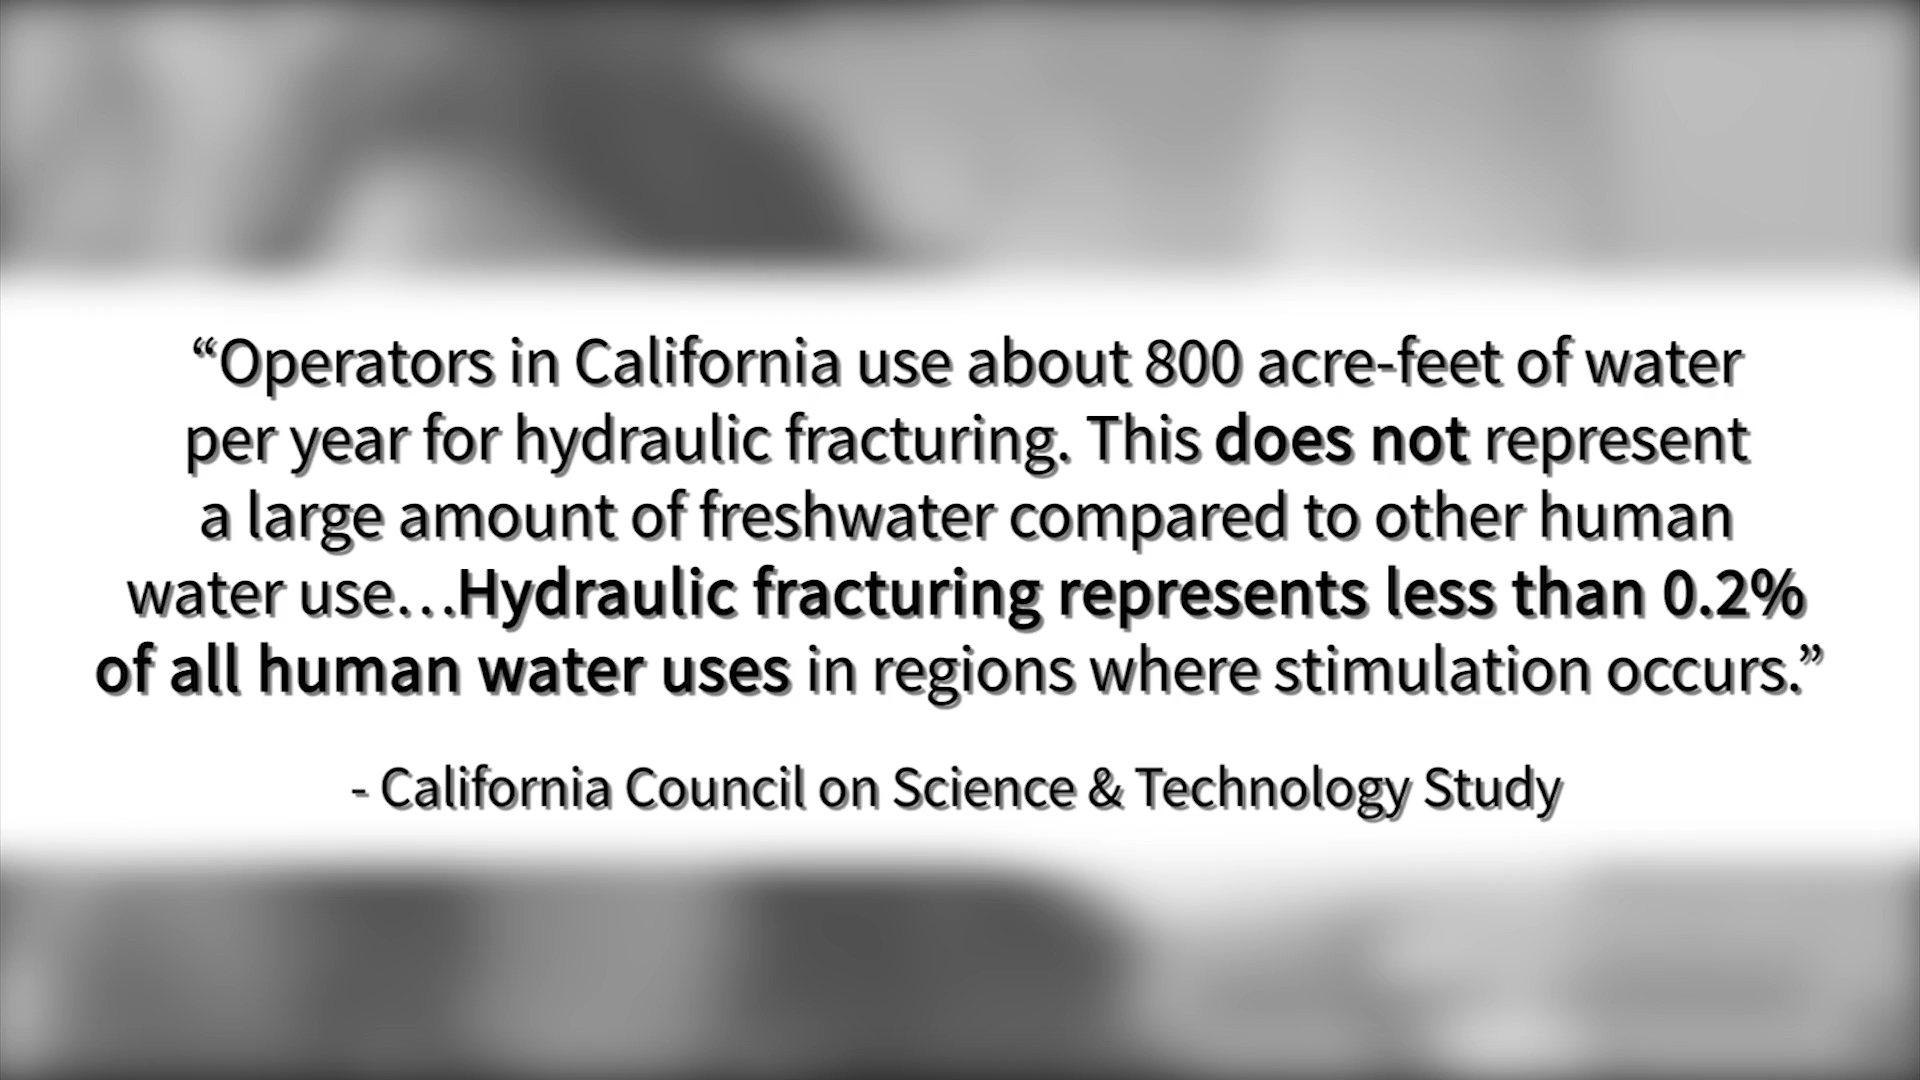 “Operators in California use about 800 acre-feet of water
per year for hydraulic fracturing. This does not represent
a large amount of freshwater compared to other human
water use…Hydraulic fracturing represents less than 0.2%
of all human water uses in regions where stimulation occurs.”
- California Council on Science & Technology Study